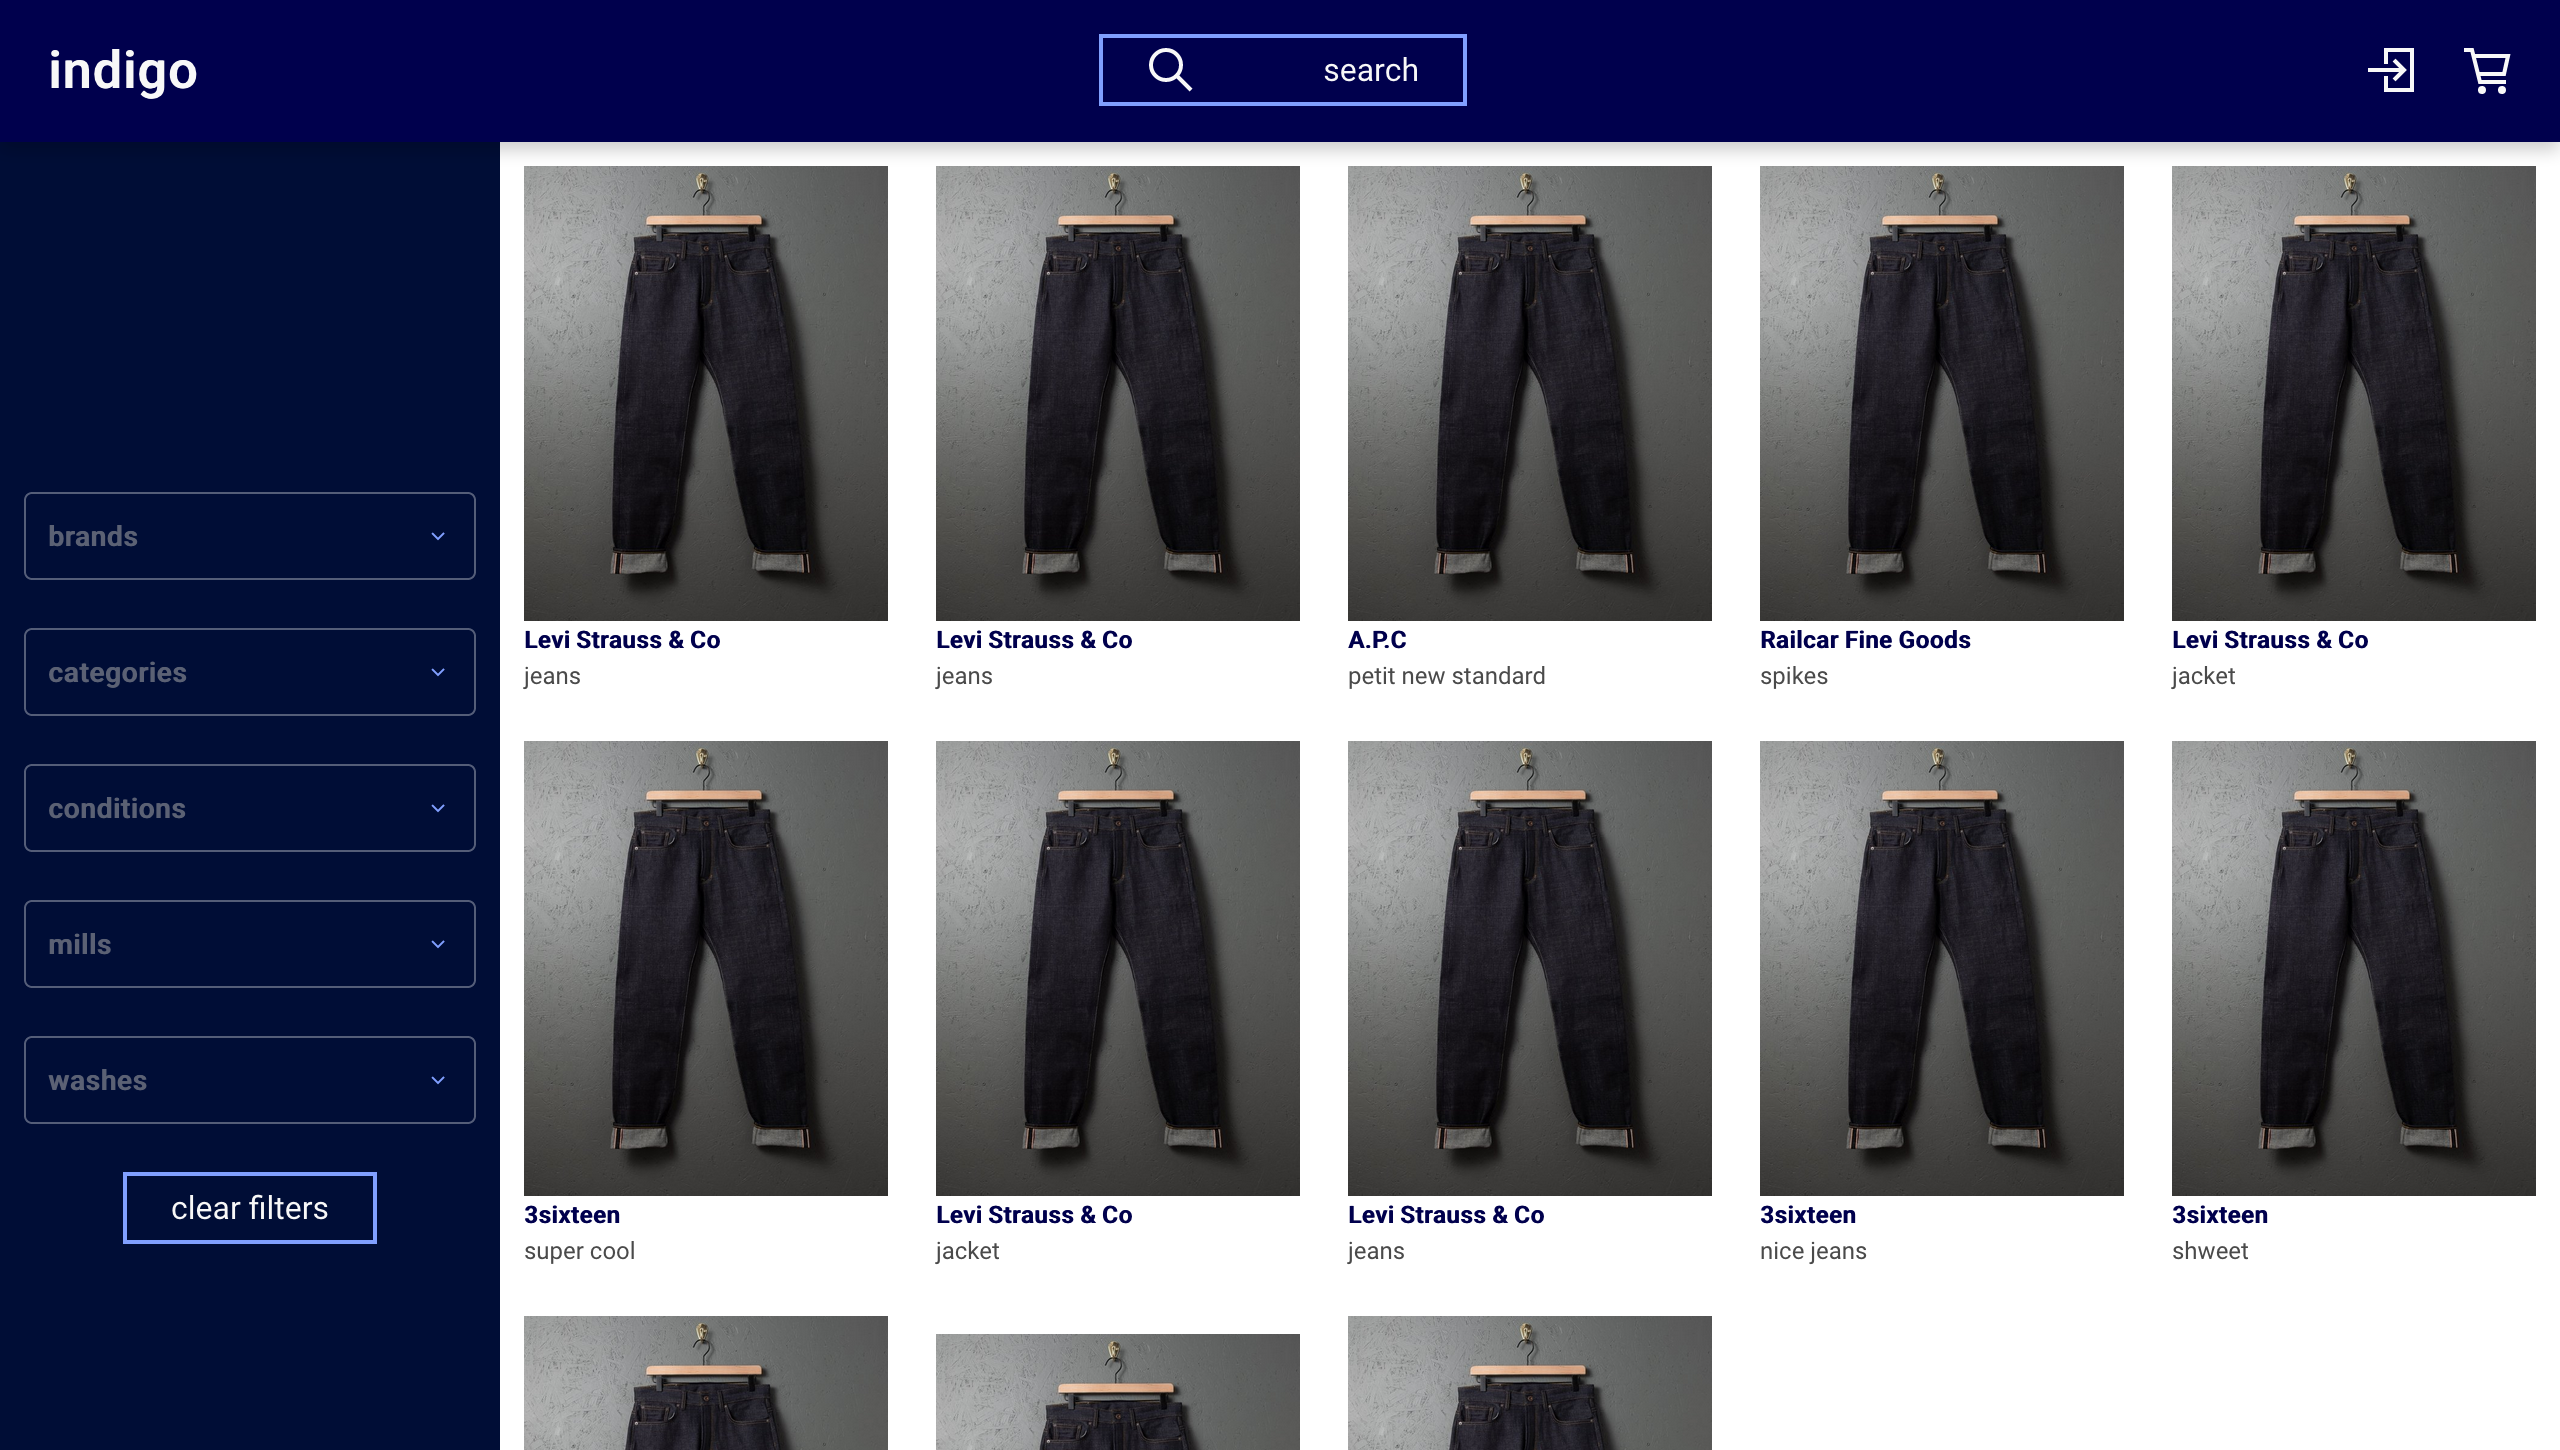 indigo
search
brands
categories
conditions
mills
washes
clear filters
Levi Strauss & Co
jeans
Levi Strauss & Co
jeans
A.P.C
petit new standard
Railcar Fine Goods
spikes
Levi Strauss & Co
jacket
3sixteen
super cool
Levi Strauss & Co
jacket
Levi Strauss & Co
jeans
3sixteen
nice jeans
3sixteen
shweet